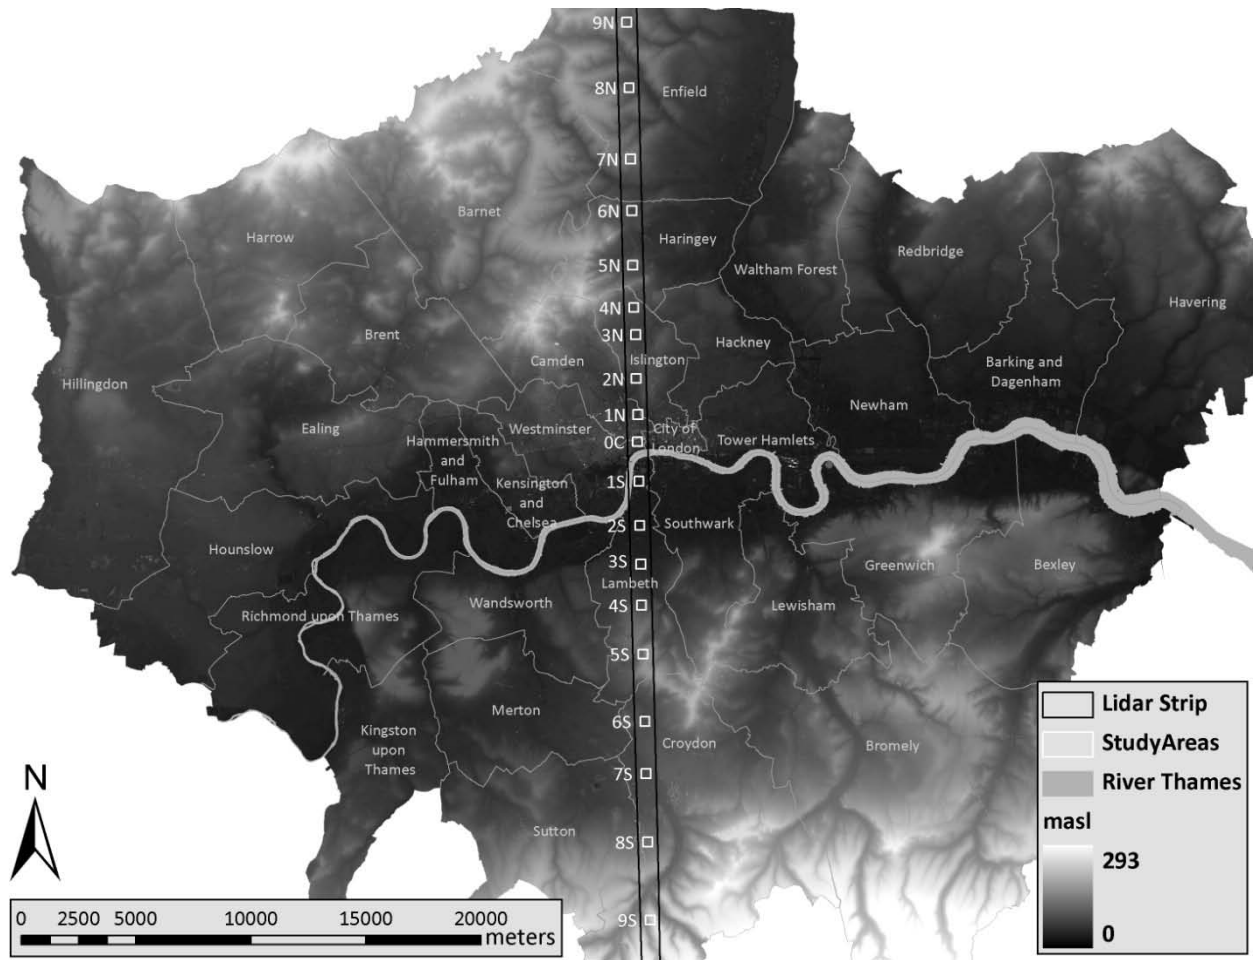 9N
8N
Enfield
7N
6N
Barnet
Harrow
Haringey
Redbridge
5N
Waltham Forest
4N
Havering
3N
Brent
Hackney
Camden
Islington
Barking and
Dagenham
2N
Hillingdon
Newham
1N
Ealing
Westminster
City of
London
0C
Hammersmith
and
Fulham
Tower Hamlets
1S
Kensington
and
Chelsea
2S
Southwark
Hounslow
3S
Greenwich
Bexley
Lambeth
Wandsworth
4S
Lewisham
Richmond upon Thames
5S
Merton
6S
Kingston
upon
Thames
Croydon
Bromely
7S
Sutton
8S
9S
Lidar Strip
StudyAreas
River Thames
masl
293
0
N
0 2500 5000 10000 15000 20000
meters